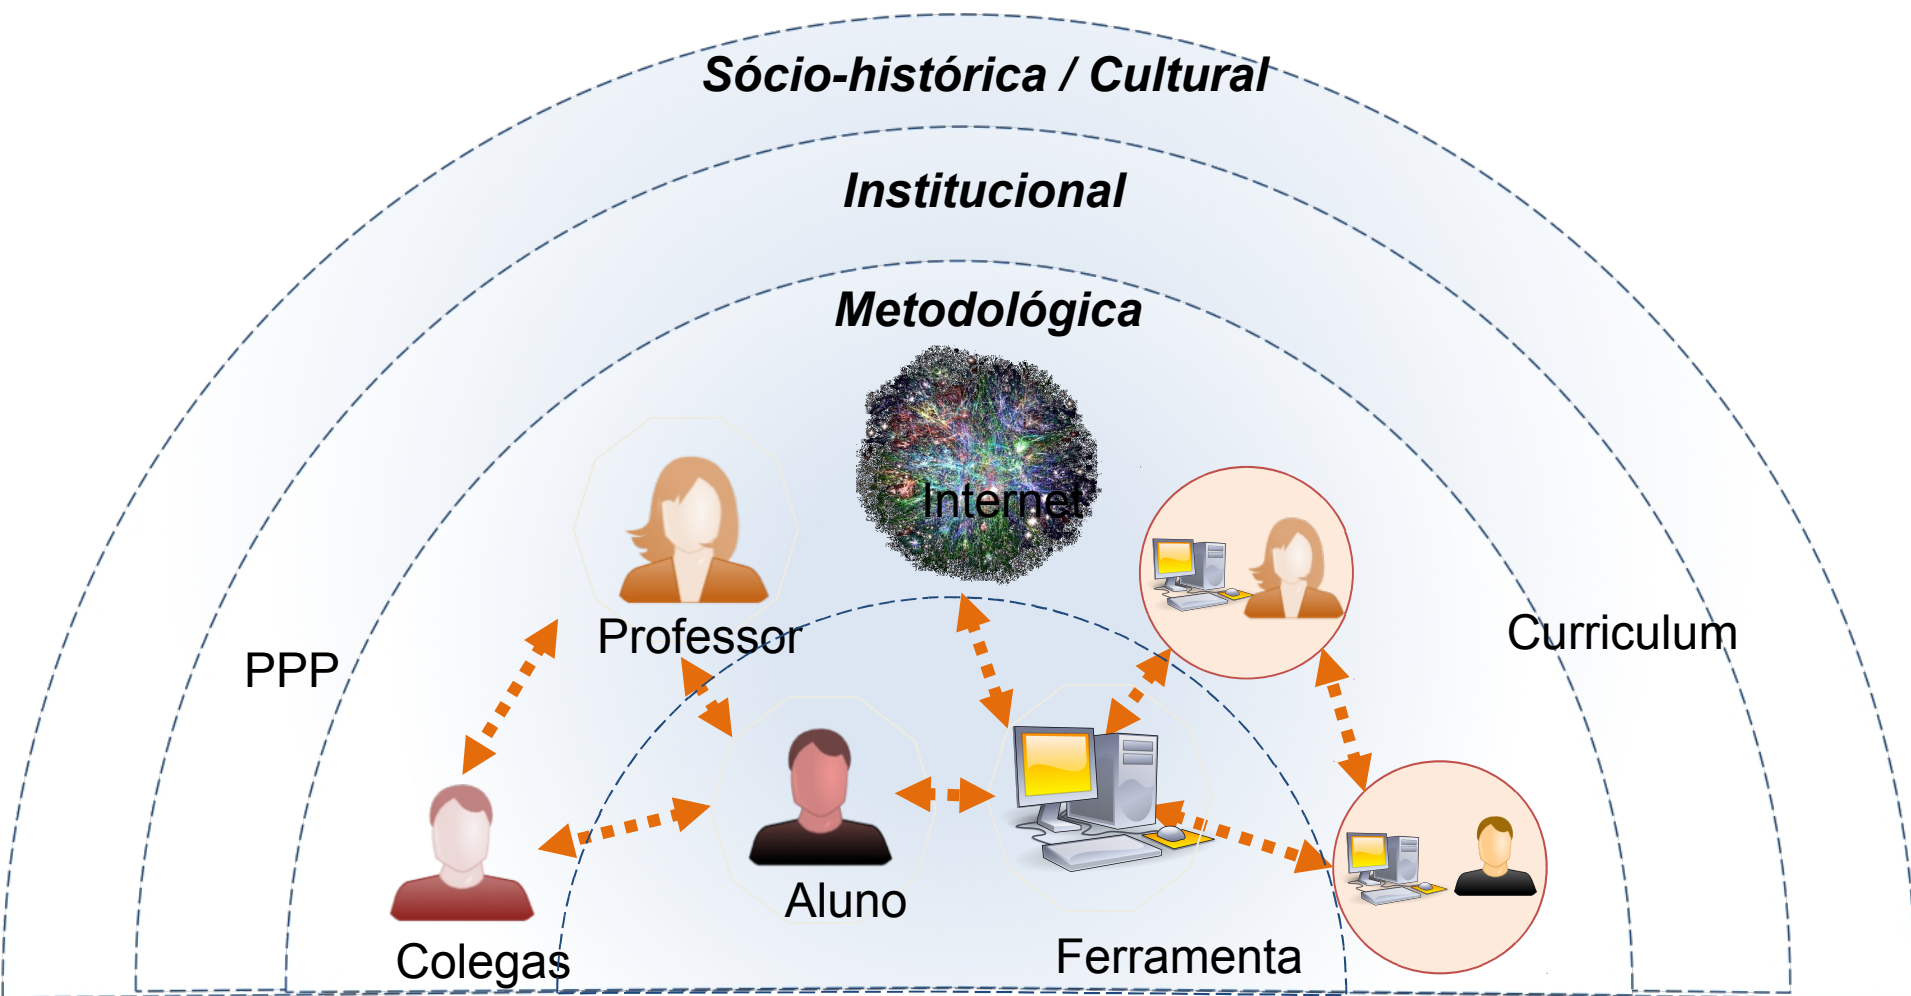 Sócio-histórica / Cultural
Institucional
Metodológica
Internet
Professor
Curriculum
PPP
Aluno
Ferramenta
Colegas